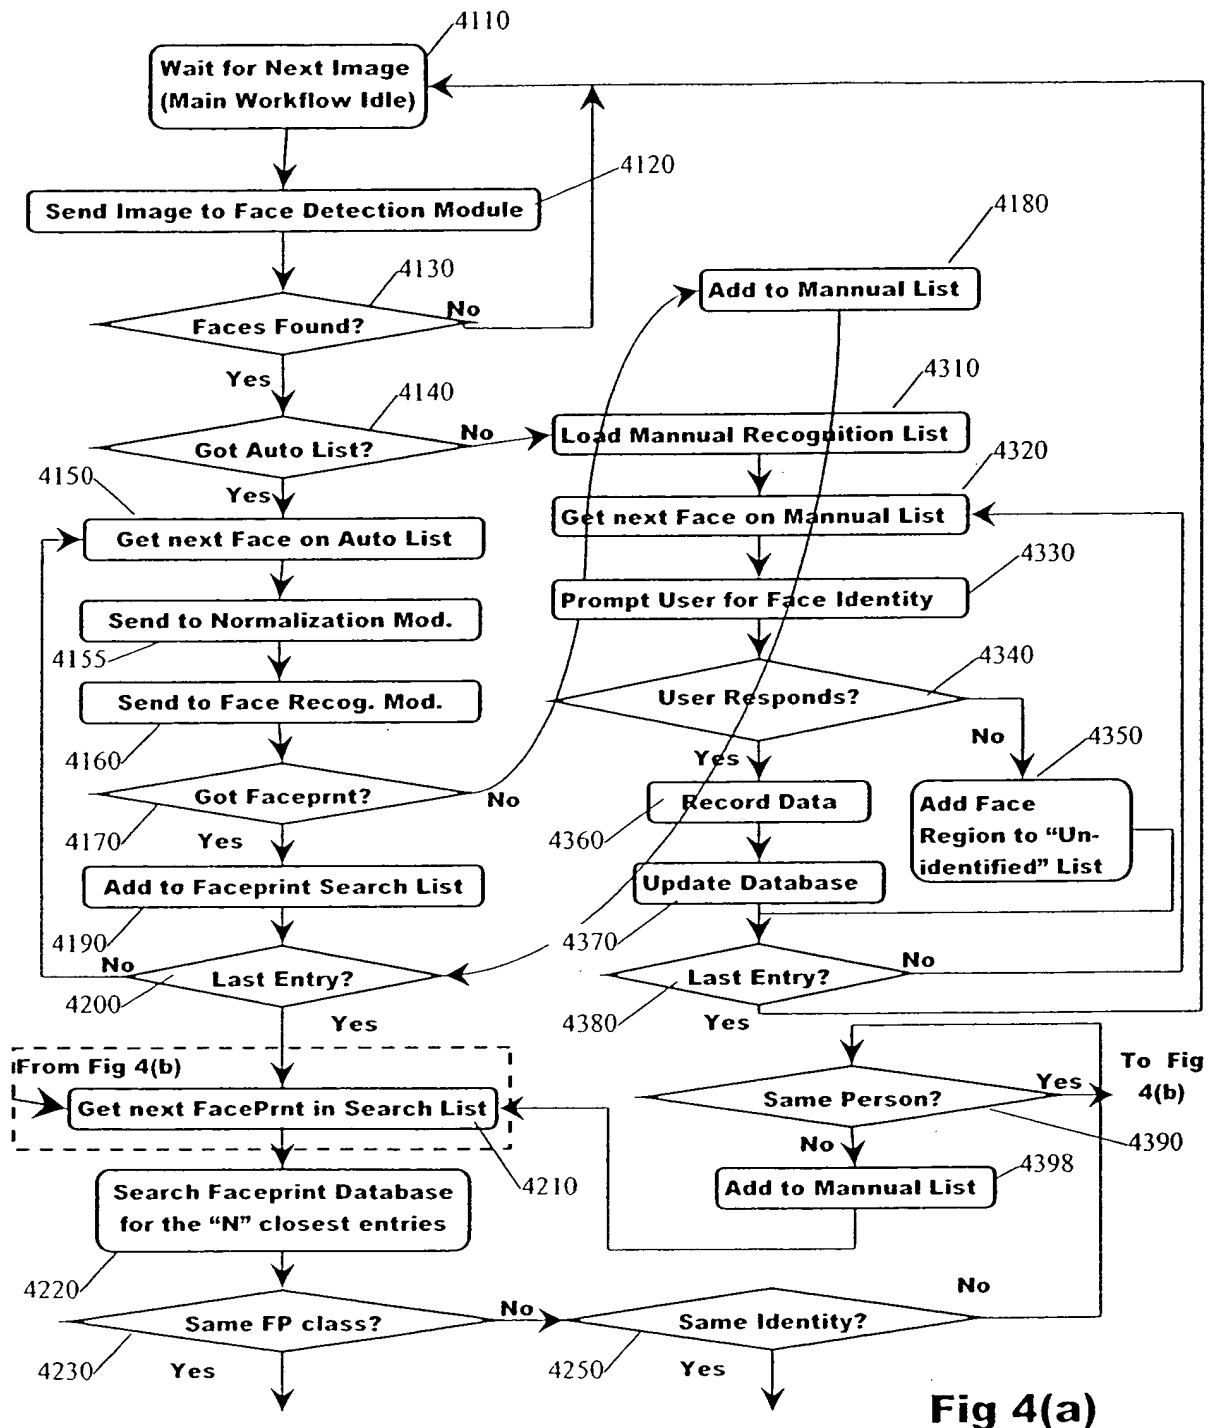 4110
Wait for Next Image
(Main Workflow Idle)
4120
Send Image to Face Detection Module
4130
Faces Found?
No
Yes
4180
Add to Mannual List
4140
Got Auto List?
No
Yes
4310
Load Mannual Recognition List
4150
Get next Face on Auto List
4320
Get next Face on Mannual List
4155
Send to Normalization Mod.
4330
Prompt User for Face Identity
4160
Send to Face Recog. Mod.
4340
User Responds?
No
Yes
4170
Got Faceprnt?
No
Yes
4350
Add Face
Region to “Un-
identified” List
4360
Record Data
4190
Add to Faceprint Search List
4370
Update Database
4200
Last Entry?
No
Yes
4380
Last Entry?
No
Yes
From Fig 4(b)
Get next FacePrnt in Search List
4210
Same Person?
Yes
To Fig
4(b)
4390
No
4398
Add to Mannual List
Search Faceprint Database
for the “N” closest entries
4220
Same FP class?
No
4230
Yes
Same Identity?
No
4250
Yes
Fig 4(a)